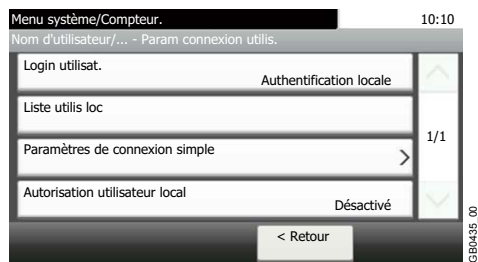 Menu système/Compteur.
10:10
Nom d'utilisateur/... - Param connexion utilis.
Login utilisat.
Authentification locale
Liste utilis loc
1/1
Paramètres de connexion simple
Autorisation utilisateur local
Désactivé
< Retour
GB0435_00